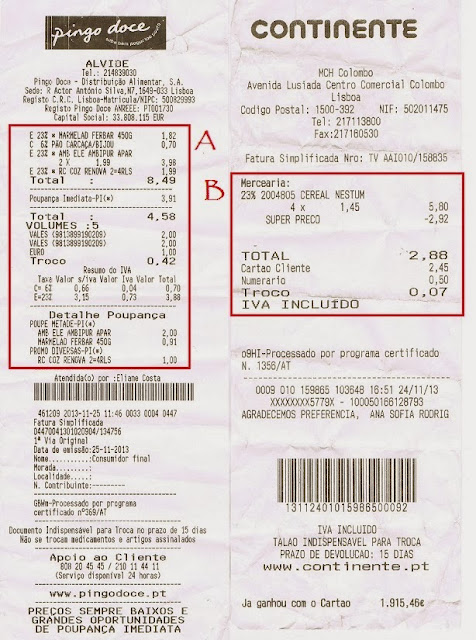 pingo doce
ALVIDE
Tel.: 214839030
Pingo Doce - Distribuição Alimentar, S.A.
Sede: R Actor António Silva,N7,1649-033 Lisboa
Registo C.R.C. Lisboa-Matricula/NIPC: 500829993
Registo Pingo Doce ANREEE: PT001730
Capital Social: 33.808.115 EUR
E 23% * MARMELAD FERBAR 450G 1,82
C 6% PÃO CARCAÇA/BIJOU 0,70
E 23% * AMB ELE AMBIPUR APAR
2 X 1,99 3,98
E 23% * RC COZ RENOVA 2=4RLS 1,99
Total : 8,49
Poupança Imediata-PI(*) 3,91
Total : 4,58
VOLUMES :5
VALES (9813899190209) 2,00
VALES (9813899190209) 2,00
EURO 1,00
Troco 0,42
Resumo do IVA
Taxa Valor s/iva Valor Iva Valor Total
C= 6% 0,66 0,04 0,70
E=23% 3,15 0,73 3,88
Detalhe Poupança
POUPE METADE-PI(*)
AMB ELE AMBIPUR APAR 2,00
MARMELAD FERBAR 450G 0,91
PROMO DIVERSAS-PI(*)
RC COZ RENOVA 2=4RLS 1,00
Atendido(a) por :Eliane Costa
461209 2013-11-25 11:46 0033 0004 0447
Fatura Simplificada
04470041301020904/134756
1ª Via Original
Data de emissão:25-11-2013
Nome..........:Consumidor final
Morada........:
Localidade....:
N. Contribuinte:---------
GBWm-Processado por programa
certificado nº369/AT
Documento Indispensável para Troca no prazo de 15 dias
Não se trocam medicamentos e artigos assinalados
Apoio ao Cliente
808 20 45 45 / 210 11 44 11
(Serviço disponível 24 horas)
www.pingodoce.pt
PREÇOS SEMPRE BAIXOS E
GRANDES OPORTUNIDADES
DE POUPANÇA IMEDIATA
A
CONTINENTE
MCH Colombo
Avenida Lusiada Centro Comercial Colombo
Lisboa
Codigo Postal: 1500-392 NIF: 502011475
Tel: 217113800
Fax:217160530
Fatura Simplificada Nro: TV AAI010/158835
B
Mercearia:
23% 2004805 CEREAL NESTUM
4 x 1,45 5,80
SUPER PRECO -2,92
TOTAL 2,88
Cartao Cliente 2,45
Numerario 0,50
Troco 0,07
IVA INCLUIDO
o9HI-Processado por programa certificado
N. 1356/AT
0009 010 159865 103648 16:51 24/11/13
XXXXXXXX5779X - 100050166128793
AGRADECEMOS PREFERENCIA, ANA SOFIA RODRIG
13112401015986500092
IVA INCLUIDO
TALAO INDISPENSAVEL PARA TROCA
PRAZO DE DEVOLUCAO: 15 DIAS
www.continente.pt
Ja ganhou com o Cartao 1.915,46€